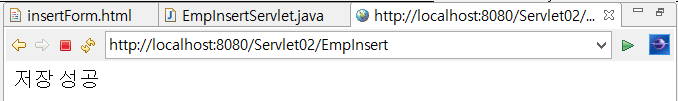 insertForm.html EmpInsertServlet.java http://localhost:8080/Servlet02/...
http://localhost:8080/Servlet02/EmpInsert
저장 성공